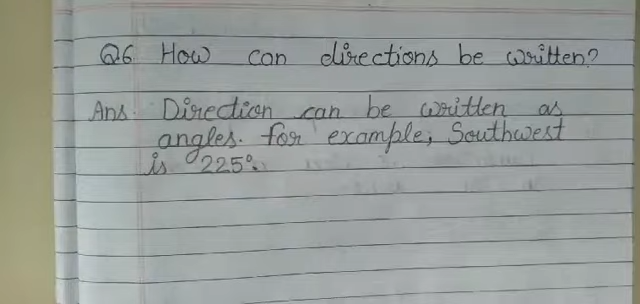 Q6 How can directions be written?
Ans. Direction can be written as
angles. for example, Southwest
is 225°.